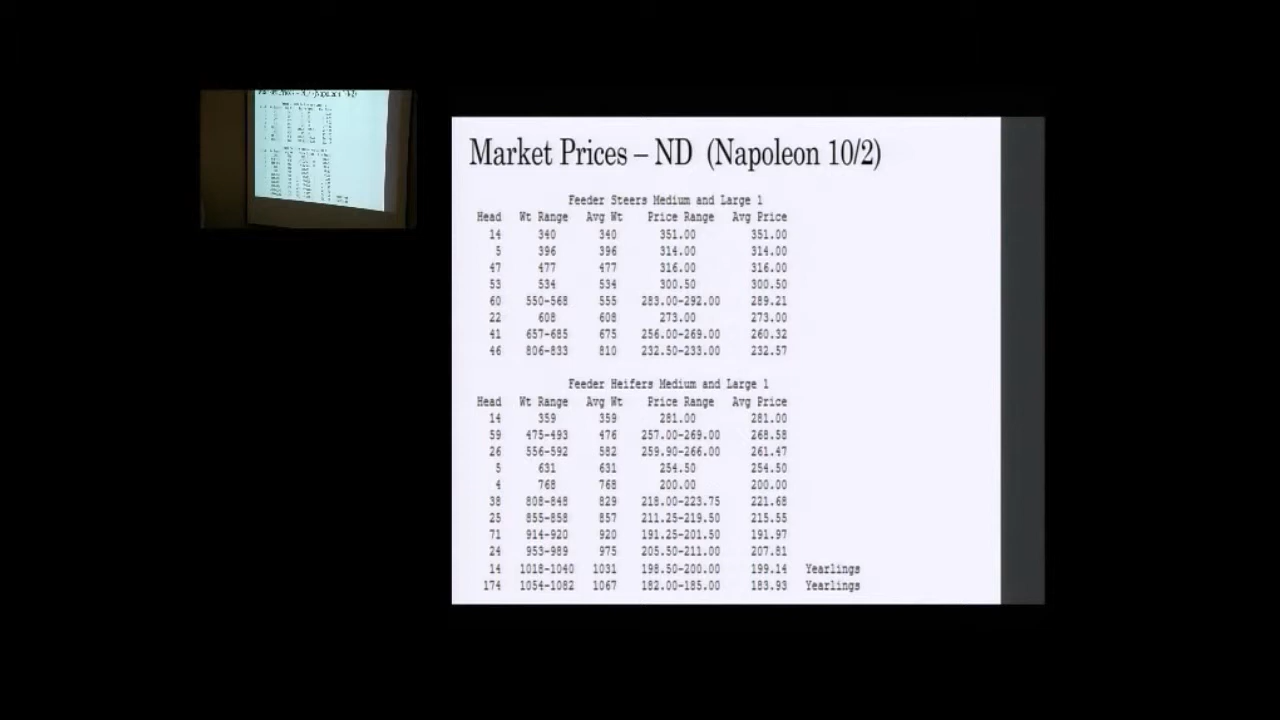 Market Prices – ND (Napoleon 10/2)
Feeder Steers Medium and Large 1
Head Wt Range Avg Wt Price Range Avg Price
14 340 340 351.00 351.00
5 396 396 314.00 314.00
47 477 477 316.00 316.00
53 534 534 300.50 300.50
60 550-568 555 283.00-292.00 289.21
22 608 608 273.00 273.00
41 657-685 675 256.00-269.00 260.32
46 806-833 810 232.50-233.00 232.57
Feeder Heifers Medium and Large 1
Head Wt Range Avg Wt Price Range Avg Price
14 359 359 281.00 281.00
59 475-493 476 257.00-269.00 268.58
26 556-592 582 259.90-266.00 261.47
5 631 631 254.50 254.50
4 768 768 200.00 200.00
38 808-848 829 218.00-223.75 221.68
25 855-858 857 211.25-219.50 215.55
71 914-920 920 191.25-201.50 191.97
24 953-989 975 205.50-211.00 207.81
14 1018-1040 1031 198.50-200.00 199.14 Yearlings
174 1054-1082 1067 182.00-185.00 183.93 Yearlings